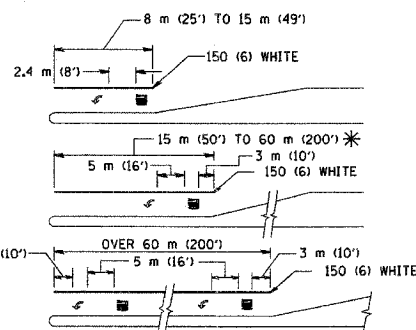 8 m (25') TO 15 m (49')
2.4 m (8')
150 (6) WHITE
15 m (50') TO 60 m (200') *
5 m (16')
3 m (10')
150 (6) WHITE
OVER 60 m (200')
(10')
5 m (16')
3 m (10')
150 (6) WHITE